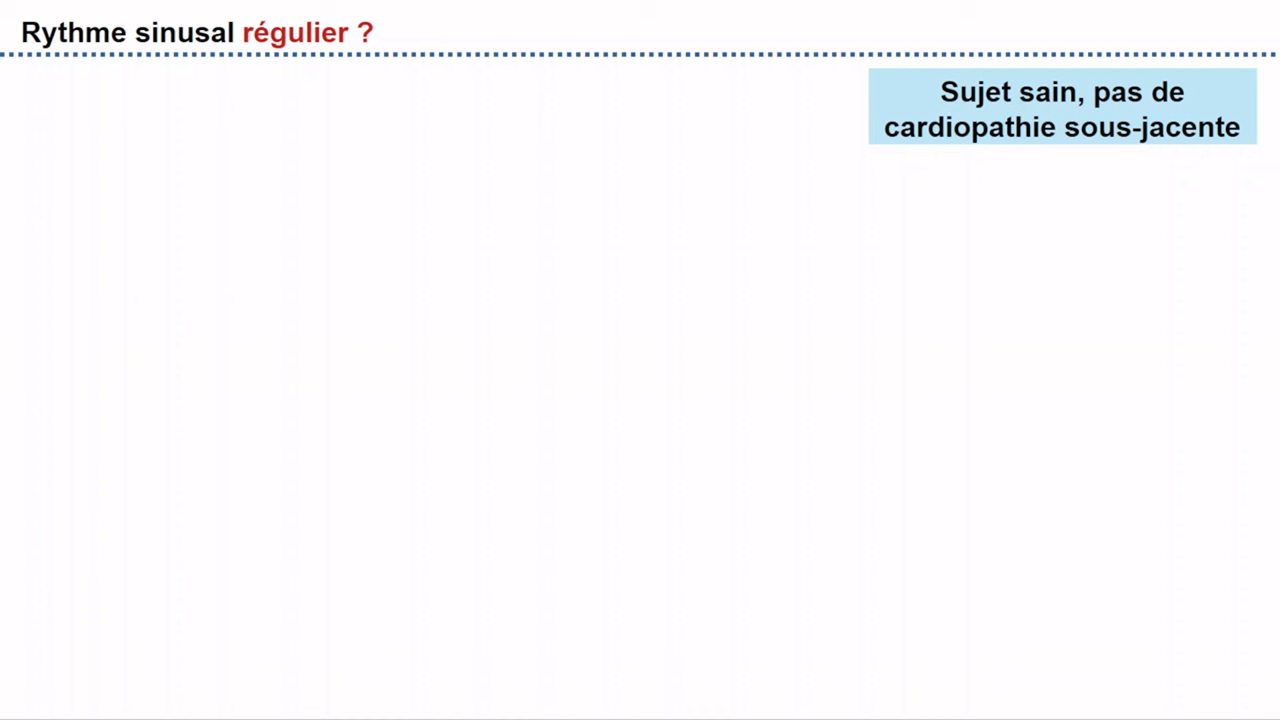 Rythme sinusal régulier ?
Sujet sain, pas de
cardiopathie sous-jacente